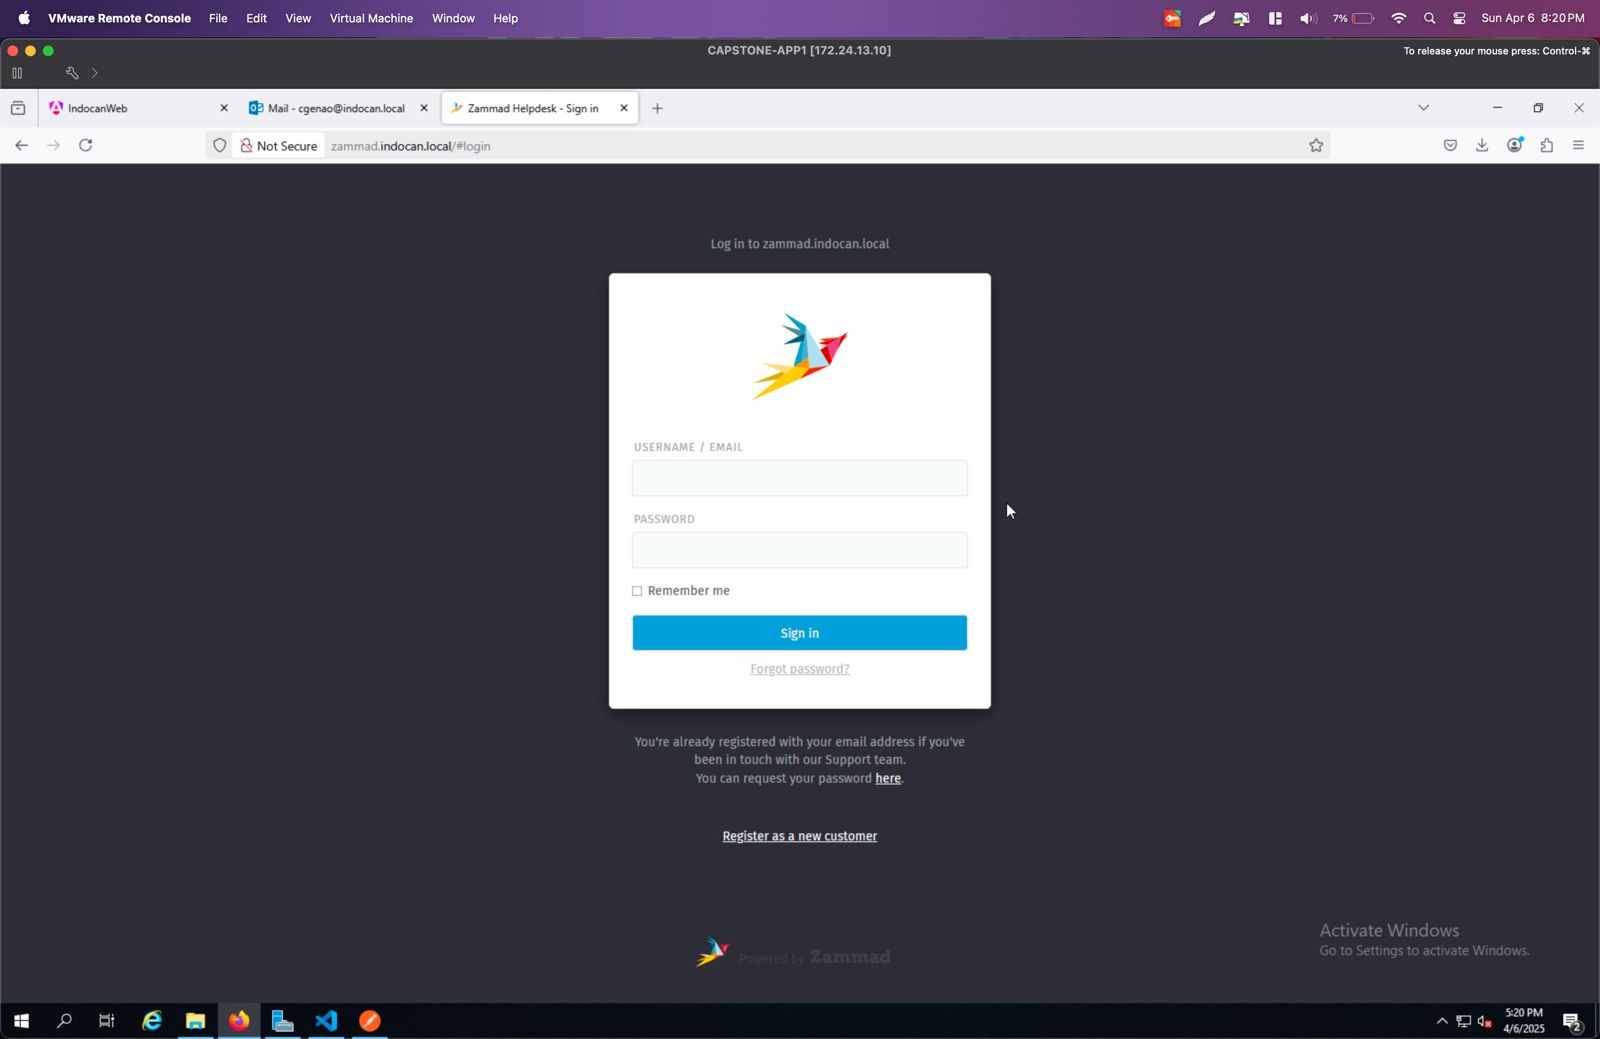 VMware Remote Console File Edit View Virtual Machine Window Help 7% Sun Apr 6 8:20 PM
CAPSTONE-APP1 [172.24.13.10] To release your mouse press: Control-⌘
IndocanWeb Mail - cgenao@indocan.local Zammad Helpdesk - Sign in
Not Secure zammad.indocan.local/#login
Log in to zammad.indocan.local
USERNAME / EMAIL
PASSWORD
Remember me
Sign in
Forgot password?
You're already registered with your email address if you've
been in touch with our Support team.
You can request your password here.
Register as a new customer
Activate Windows
Go to Settings to activate Windows.
Powered by Zammad
5:20 PM
4/6/2025
2